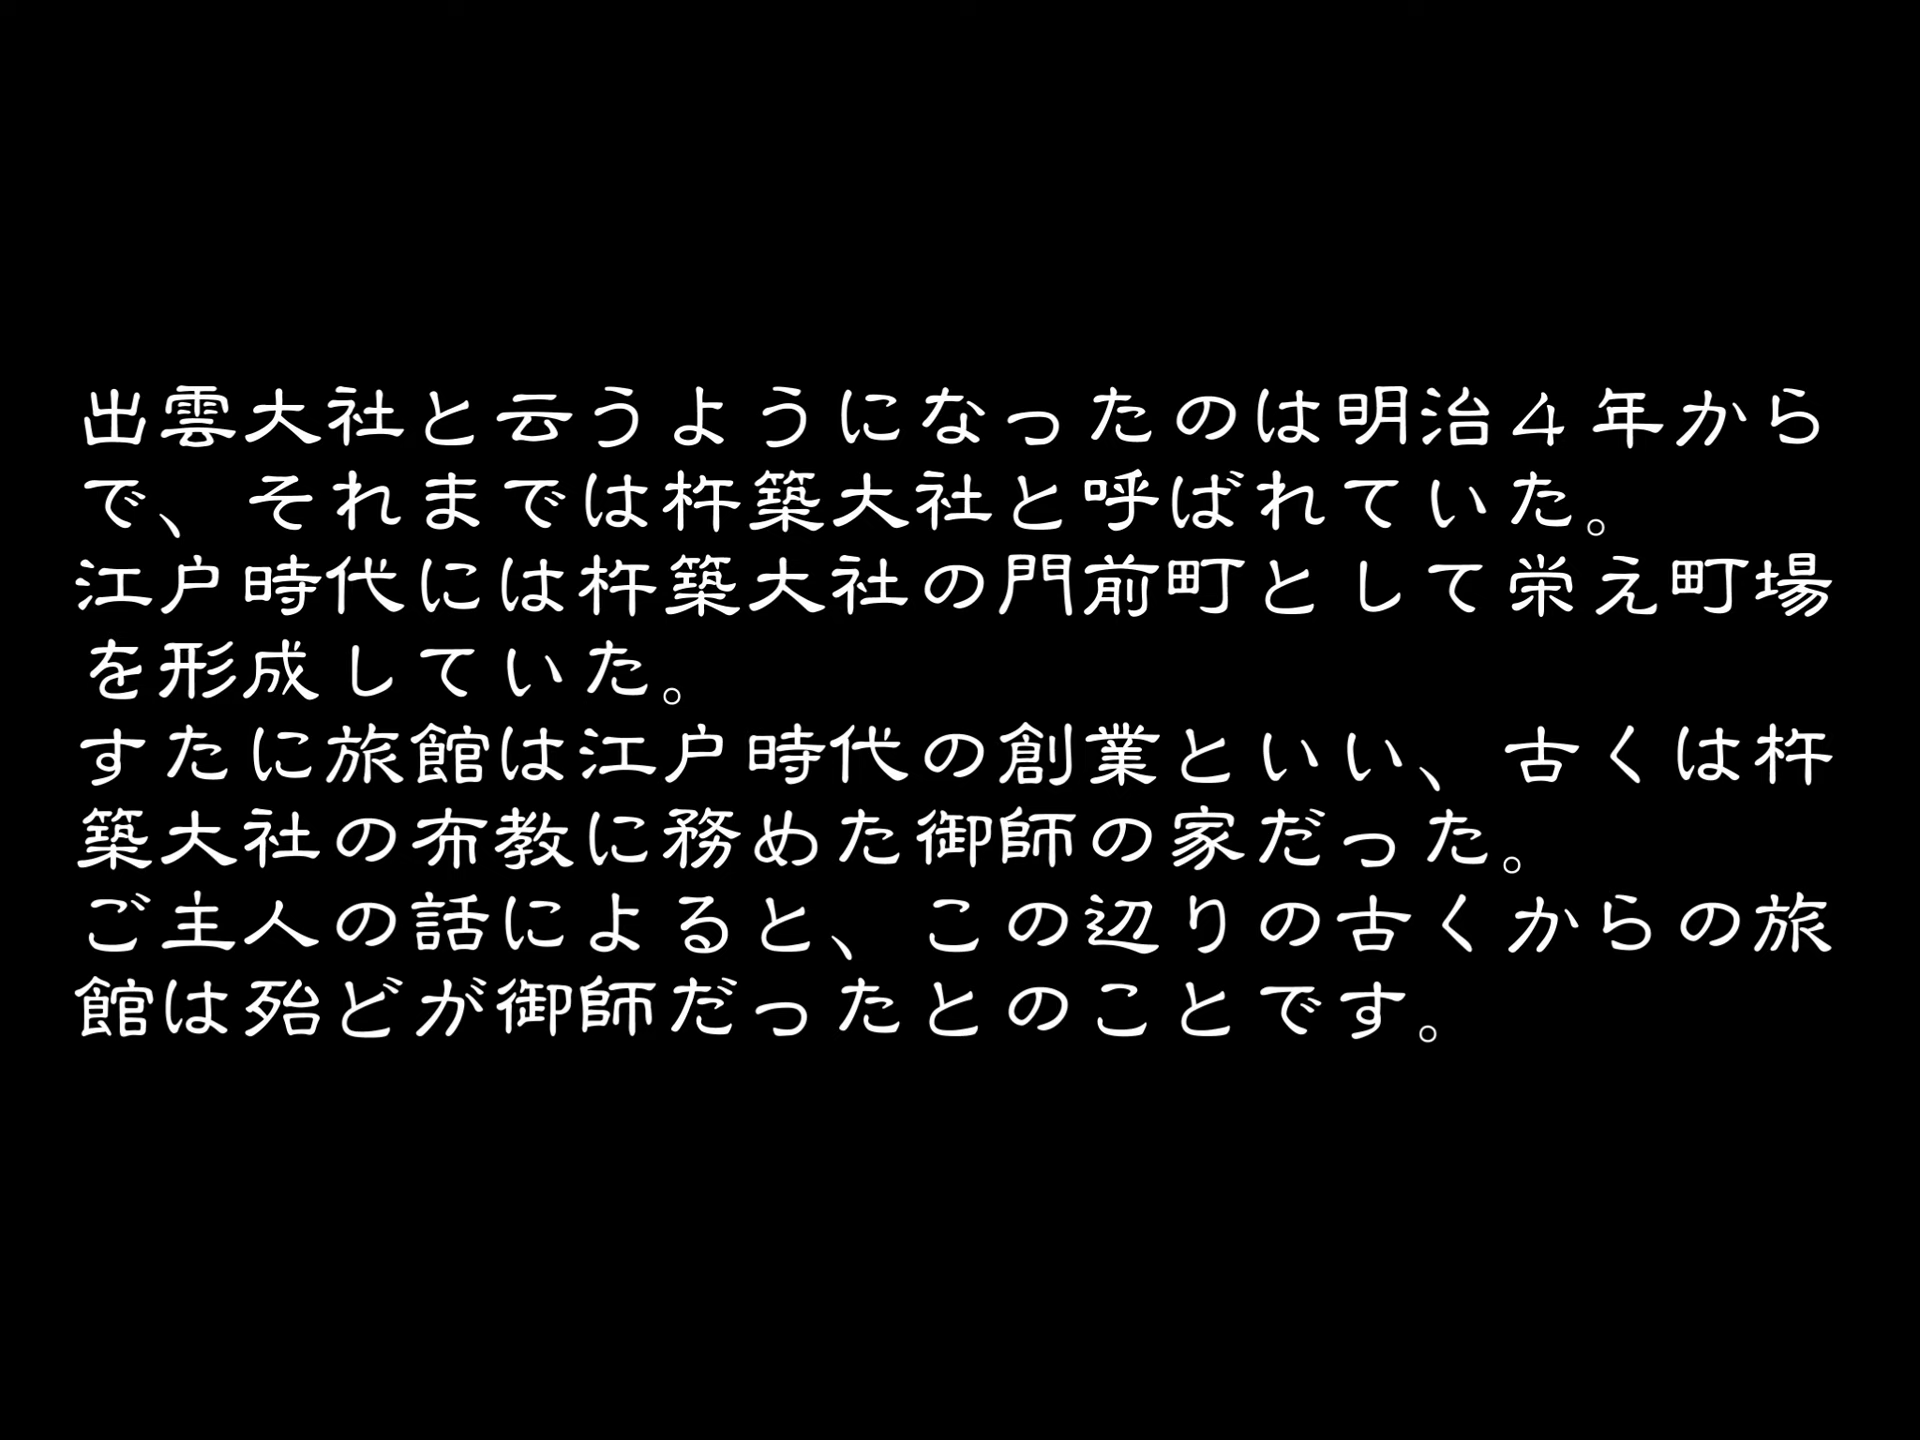 出雲大社と云うようになったのは明治４年から
で、それまでは杵築大社と呼ばれていた。
江戸時代には杵築大社の門前町として栄え町場
を形成していた。
すたに旅館は江戸時代の創業といい、古くは杵
築大社の布教に務めた御師の家だった。
ご主人の話によると、この辺りの古くからの旅
館は殆どが御師だったとのことです。